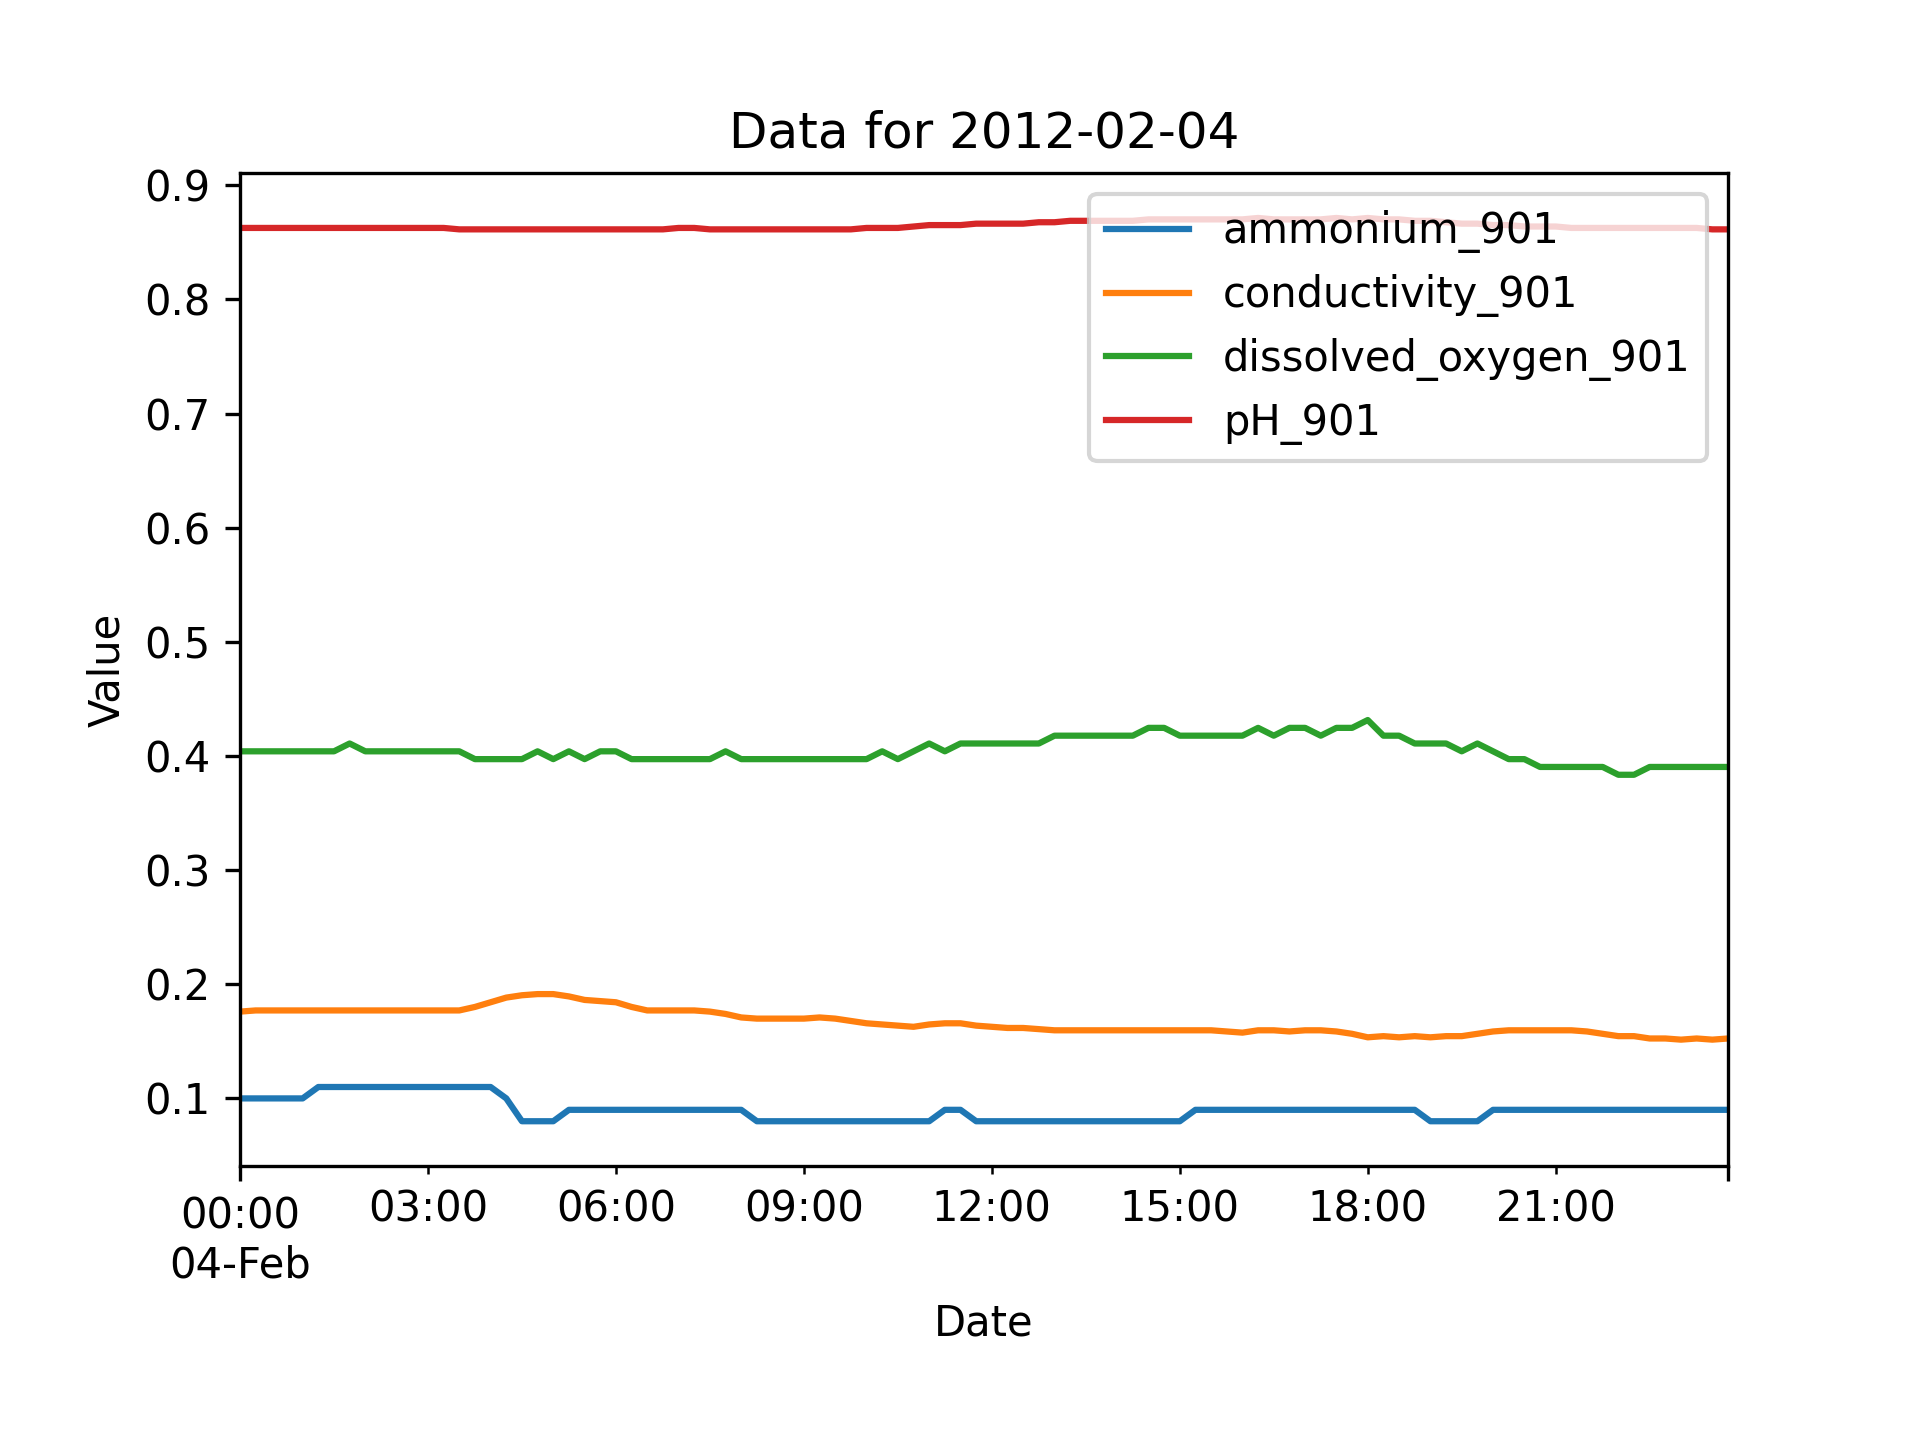 Data for 2012-02-04
0.9
0.8
0.7
0.6
0.5
0.4
0.3
0.2
0.1
Value
ammonium_901
conductivity_901
dissolved_oxygen_901
pH_901
00:00 03:00 06:00 09:00 12:00 15:00 18:00 21:00
04-Feb
Date